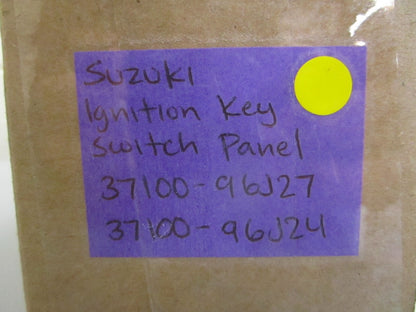 Suzuki
Ignition Key
Switch Panel
37100-96J27
37100-96J24